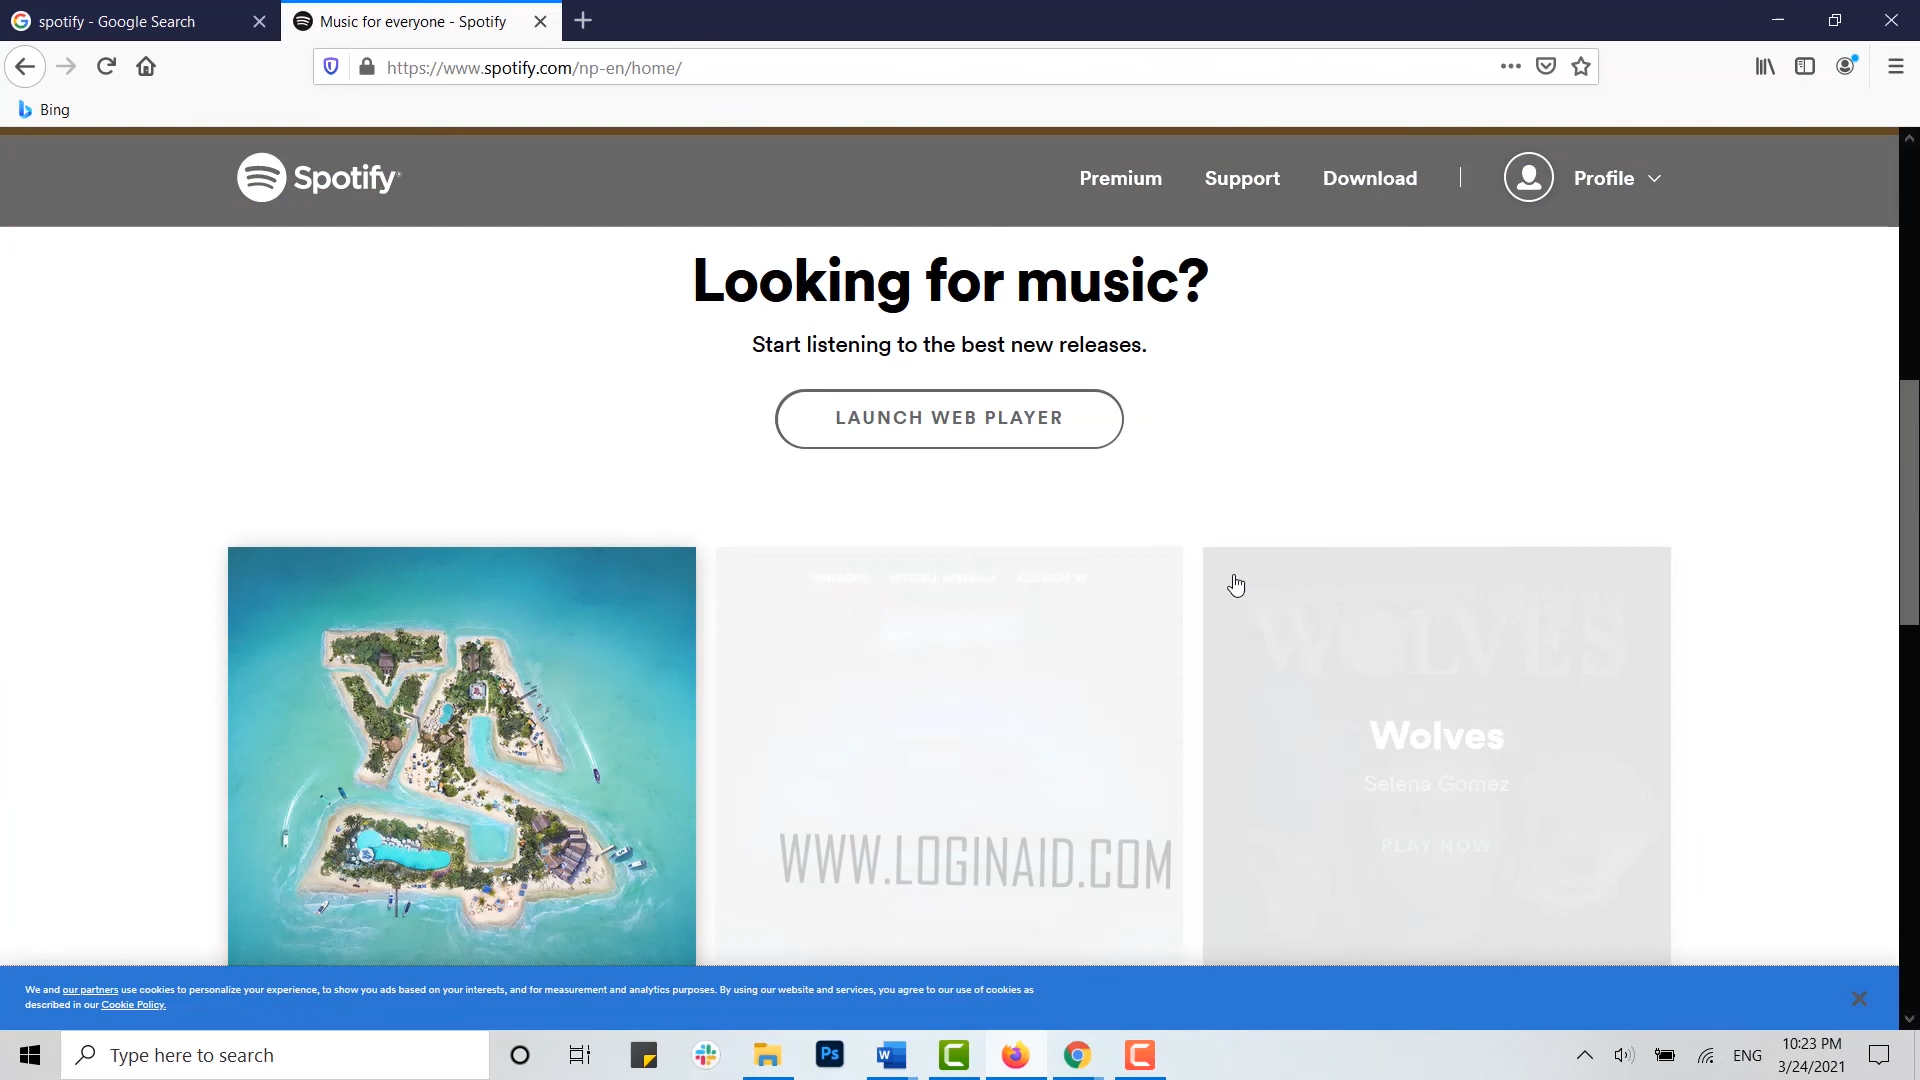 spotify - Google Search
Music for everyone - Spotify
https://www.spotify.com/np-en/home/
Bing
Spotify
Premium
Support
Download
Profile
Looking for music?
Start listening to the best new releases.
LAUNCH WEB PLAYER
NICKI MINAJ
CARDI B
WOLVES
Wolves
Selena Gomez
PLAY NOW
WWW.LOGINAID.COM
We and our partners use cookies to personalize your experience, to show you ads based on your interests, and for measurement and analytics purposes. By using our website and services, you agree to our use of cookies as
described in our Cookie Policy.
Type here to search
Ps
W
C
C
ENG
10:23 PM
3/24/2021